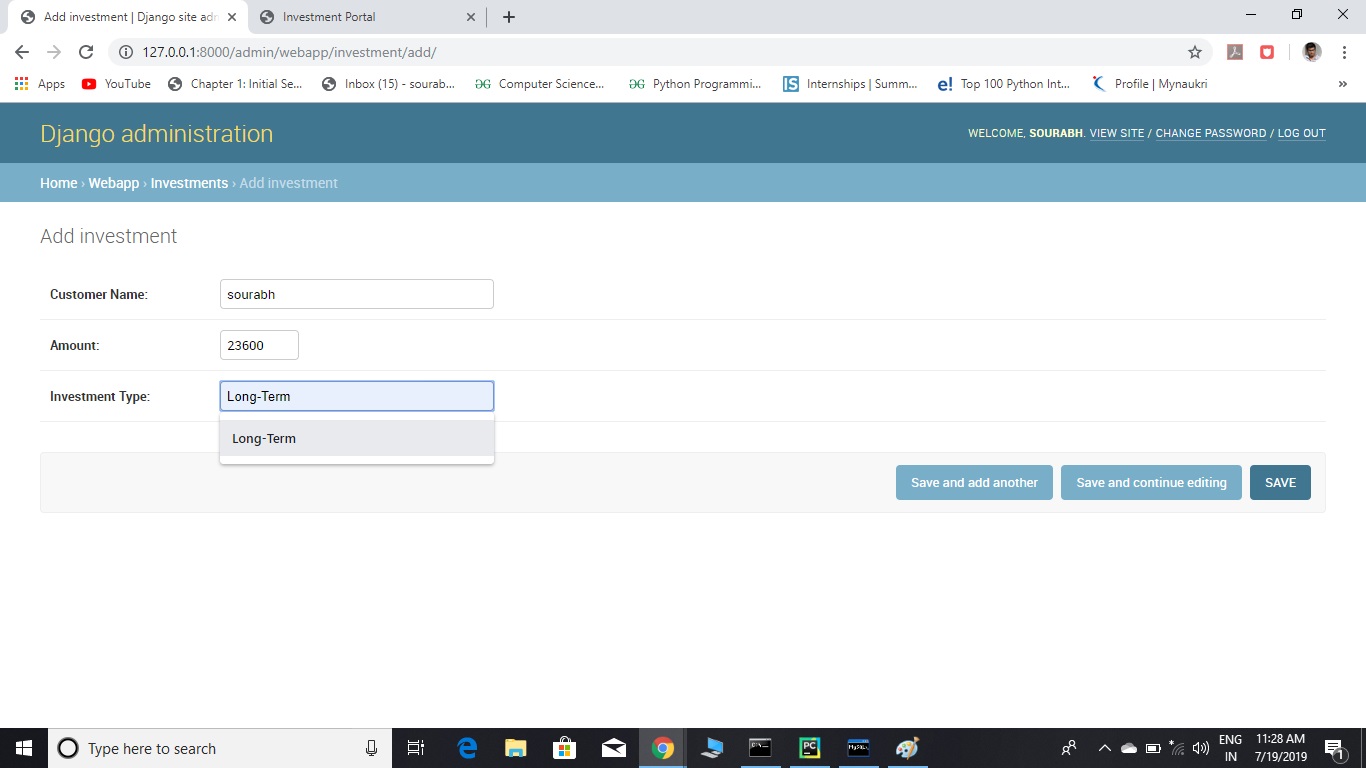 Add investment | Django site adn
Investment Portal
127.0.0.1:8000/admin/webapp/investment/add/
Apps YouTube Chapter 1: Initial Se... Inbox (15) - sourab... Computer Science... Python Programmi... IS Internships | Summ... e! Top 100 Python Int... Profile | Mynaukri »
Django administration
WELCOME, SOURABH. VIEW SITE / CHANGE PASSWORD / LOG OUT
Home › Webapp › Investments › Add investment
Add investment
Customer Name: sourabh
Amount: 23600
Investment Type: Long-Term
Long-Term
Save and add another Save and continue editing SAVE
Type here to search
PC
ENG 11:28 AM
IN 7/19/2019
1